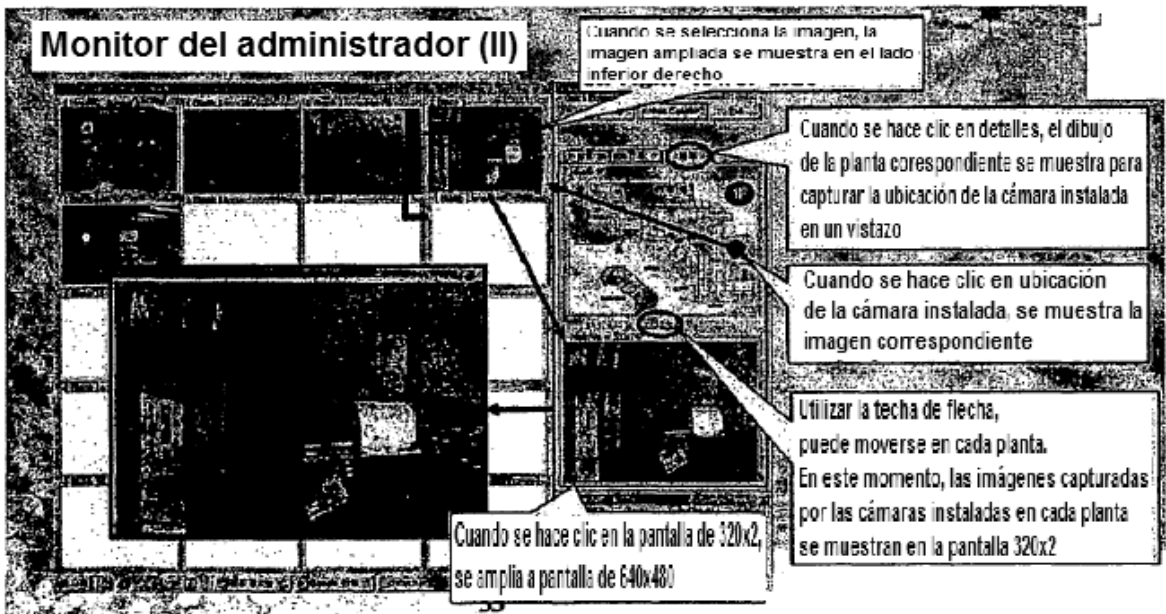 Monitor del administrador (II)
Cuando se selecciona la imagen, la
imagen ampliada se muestra en el lado
inferior derecho
Cuando se hace clic en detalles, el dibujo
de la planta corespondiente se muestra para
capturar la ubicación de la cámara instalada
en un vistazo
Cuando se hace clic en ubicación
de la cámara instalada, se muestra la
imagen correspondiente
Utilizar la techa de flecha,
puede moverse en cada planta.
En este momento, las imágenes capturadas
por las cámaras instaladas en cada planta
se muestran en la pantalla 320x2
Cuando se hace clic en la pantalla de 320x2,
se amplia a pantalla de 640x480